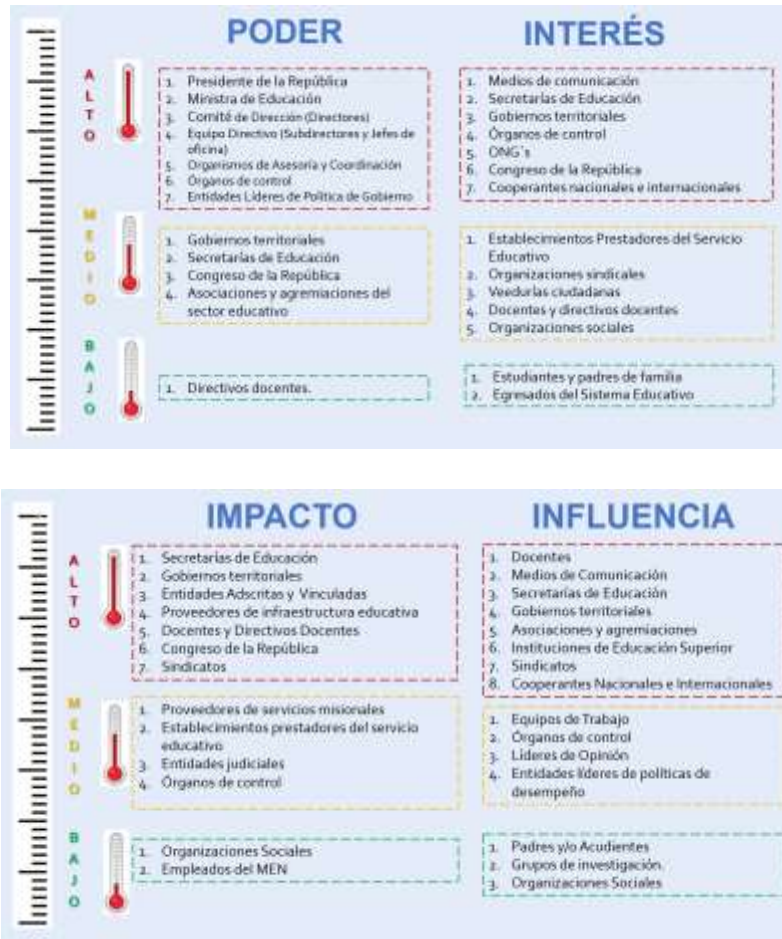 PODER
ALTO
1. Presidente de la República
2. Ministra de Educación
3. Comité de Dirección (Directores)
4. Equipo Directivo (Subdirectores y Jefes de
oficina)
5. Organismos de Asesoría y Coordinación
6. Órganos de control
7. Entidades Líderes de Política de Gobierno
MEDIO
1. Gobiernos territoriales
2. Secretarías de Educación
3. Congreso de la República
4. Asociaciones y agremiaciones del
sector educativo
BAJO
1. Directivos docentes.
INTERÉS
1. Medios de comunicación
2. Secretarías de Educación
3. Gobiernos territoriales
4. Órganos de control
5. ONG´s
6. Congreso de la República
7. Cooperantes nacionales e internacionales
1. Establecimientos Prestadores del Servicio
Educativo
2. Organizaciones sindicales
3. Veedurías ciudadanas
4. Docentes y directivos docentes
5. Organizaciones sociales
1. Estudiantes y padres de familia
2. Egresados del Sistema Educativo
IMPACTO
ALTO
1. Secretarías de Educación
2. Gobiernos territoriales
3. Entidades Adscritas y Vinculadas
4. Proveedores de infraestructura educativa
5. Docentes y Directivos Docentes
6. Congreso de la República
7. Sindicatos
MEDIO
1. Proveedores de servicios misionales
2. Establecimientos prestadores del servicio
educativo
3. Entidades judiciales
4. Órganos de control
BAJO
1. Organizaciones Sociales
2. Empleados del MEN
INFLUENCIA
1. Docentes
2. Medios de Comunicación
3. Secretarías de Educación
4. Gobiernos territoriales
5. Asociaciones y agremiaciones
6. Instituciones de Educación Superior
7. Sindicatos
8. Cooperantes Nacionales e Internacionales
1. Equipos de Trabajo
2. Órganos de control
3. Líderes de Opinión
4. Entidades líderes de políticas de
desempeño
1. Padres y/o Acudientes
2. Grupos de investigación.
3. Organizaciones Sociales